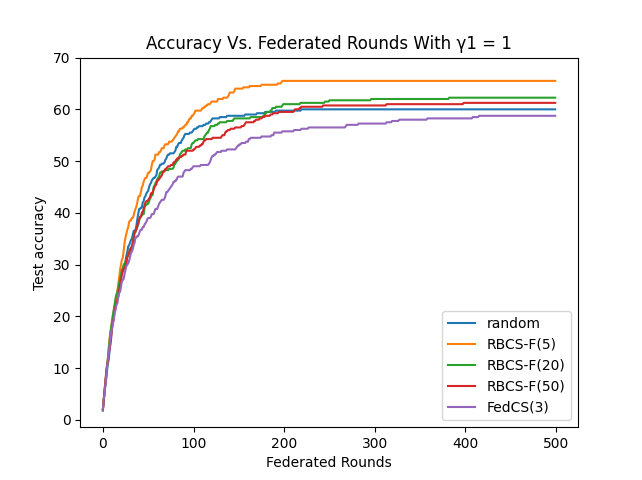 Accuracy Vs. Federated Rounds With γ1 = 1
Test accuracy
70
60
50
40
30
20
10
0
0 100 200 300 400 500
Federated Rounds
random
RBCS-F(5)
RBCS-F(20)
RBCS-F(50)
FedCS(3)